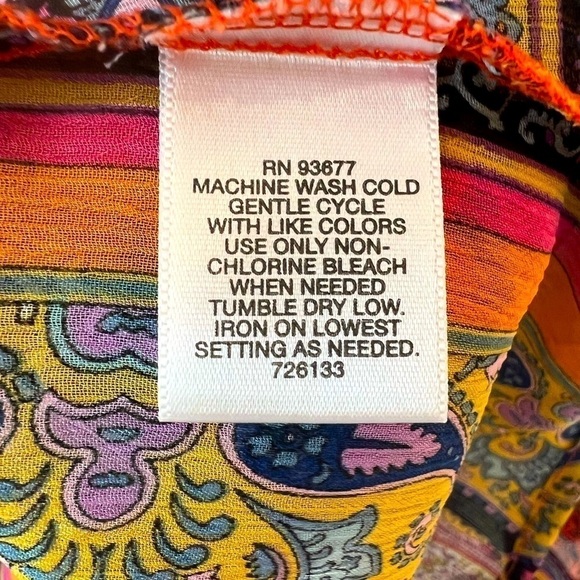 RN 93677
MACHINE WASH COLD
GENTLE CYCLE
WITH LIKE COLORS
USE ONLY NON-
CHLORINE BLEACH
WHEN NEEDED
TUMBLE DRY LOW.
IRON ON LOWEST
SETTING AS NEEDED.
726133